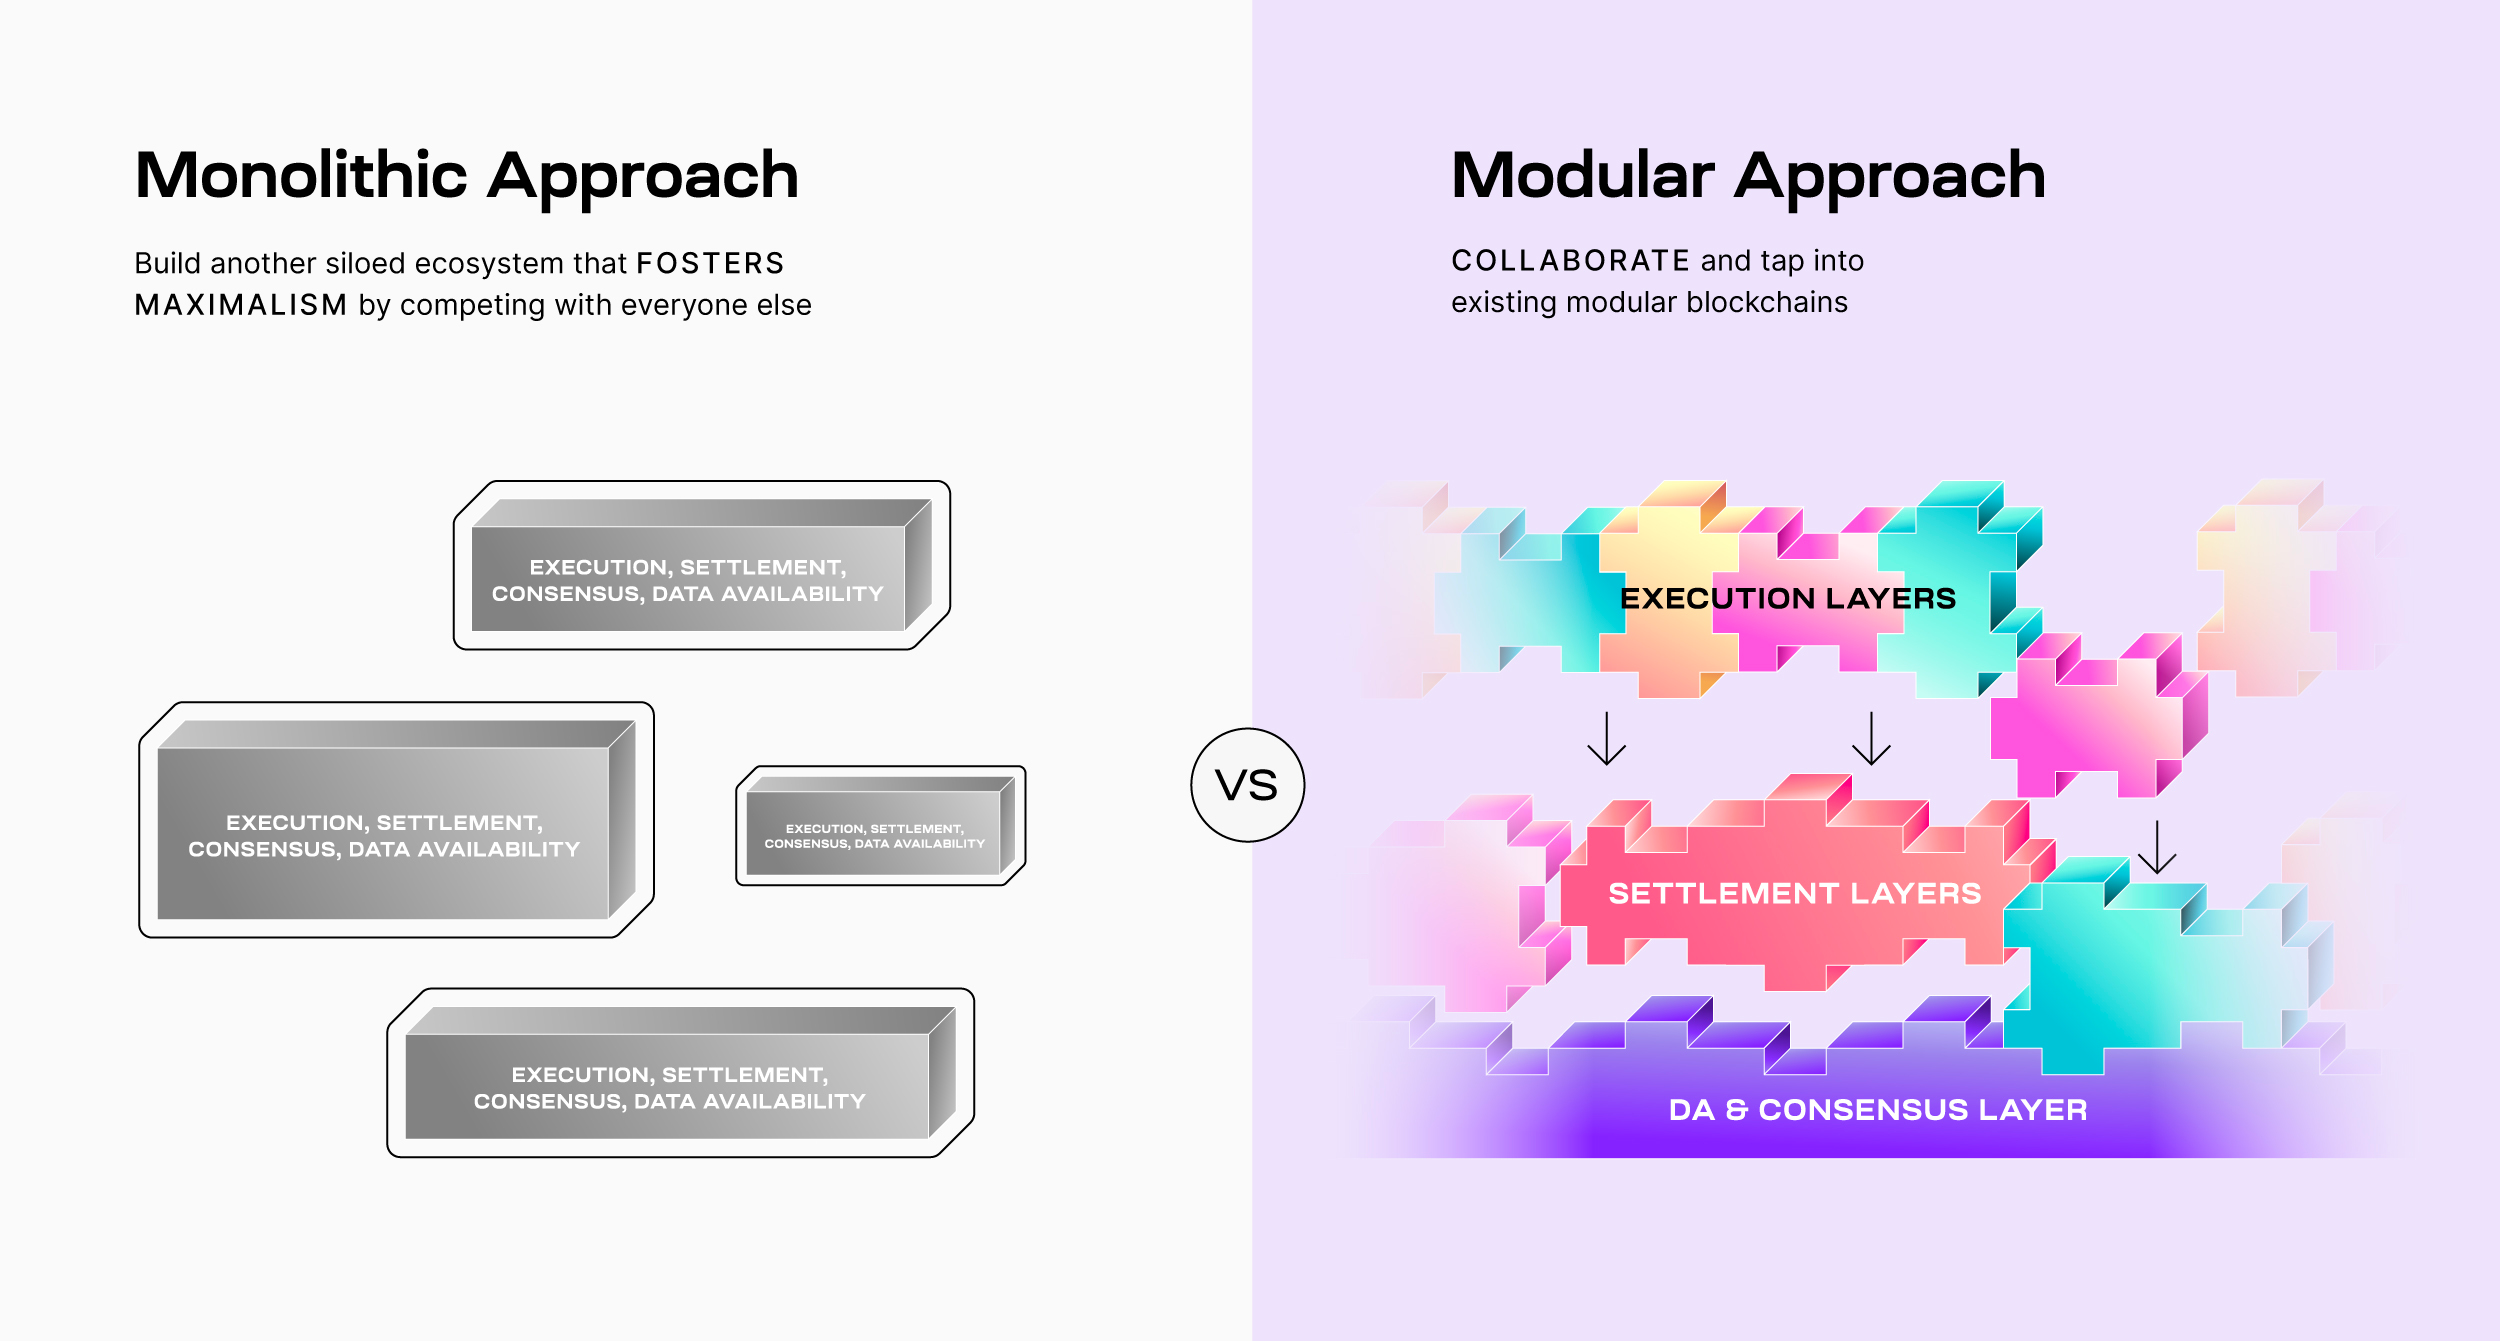 Monolithic Approach
Build another siloed ecosystem that FOSTERS
MAXIMALISM by competing with everyone else
EXECUTION, SETTLEMENT,
CONSENSUS, DATA AVAILABILITY
EXECUTION, SETTLEMENT,
CONSENSUS, DATA AVAILABILITY
EXECUTION, SETTLEMENT,
CONSENSUS, DATA AVAILABILITY
EXECUTION, SETTLEMENT,
CONSENSUS, DATA AVAILABILITY
VS
Modular Approach
COLLABORATE and tap into
existing modular blockchains
EXECUTION LAYERS
SETTLEMENT LAYERS
DA & CONSENSUS LAYER